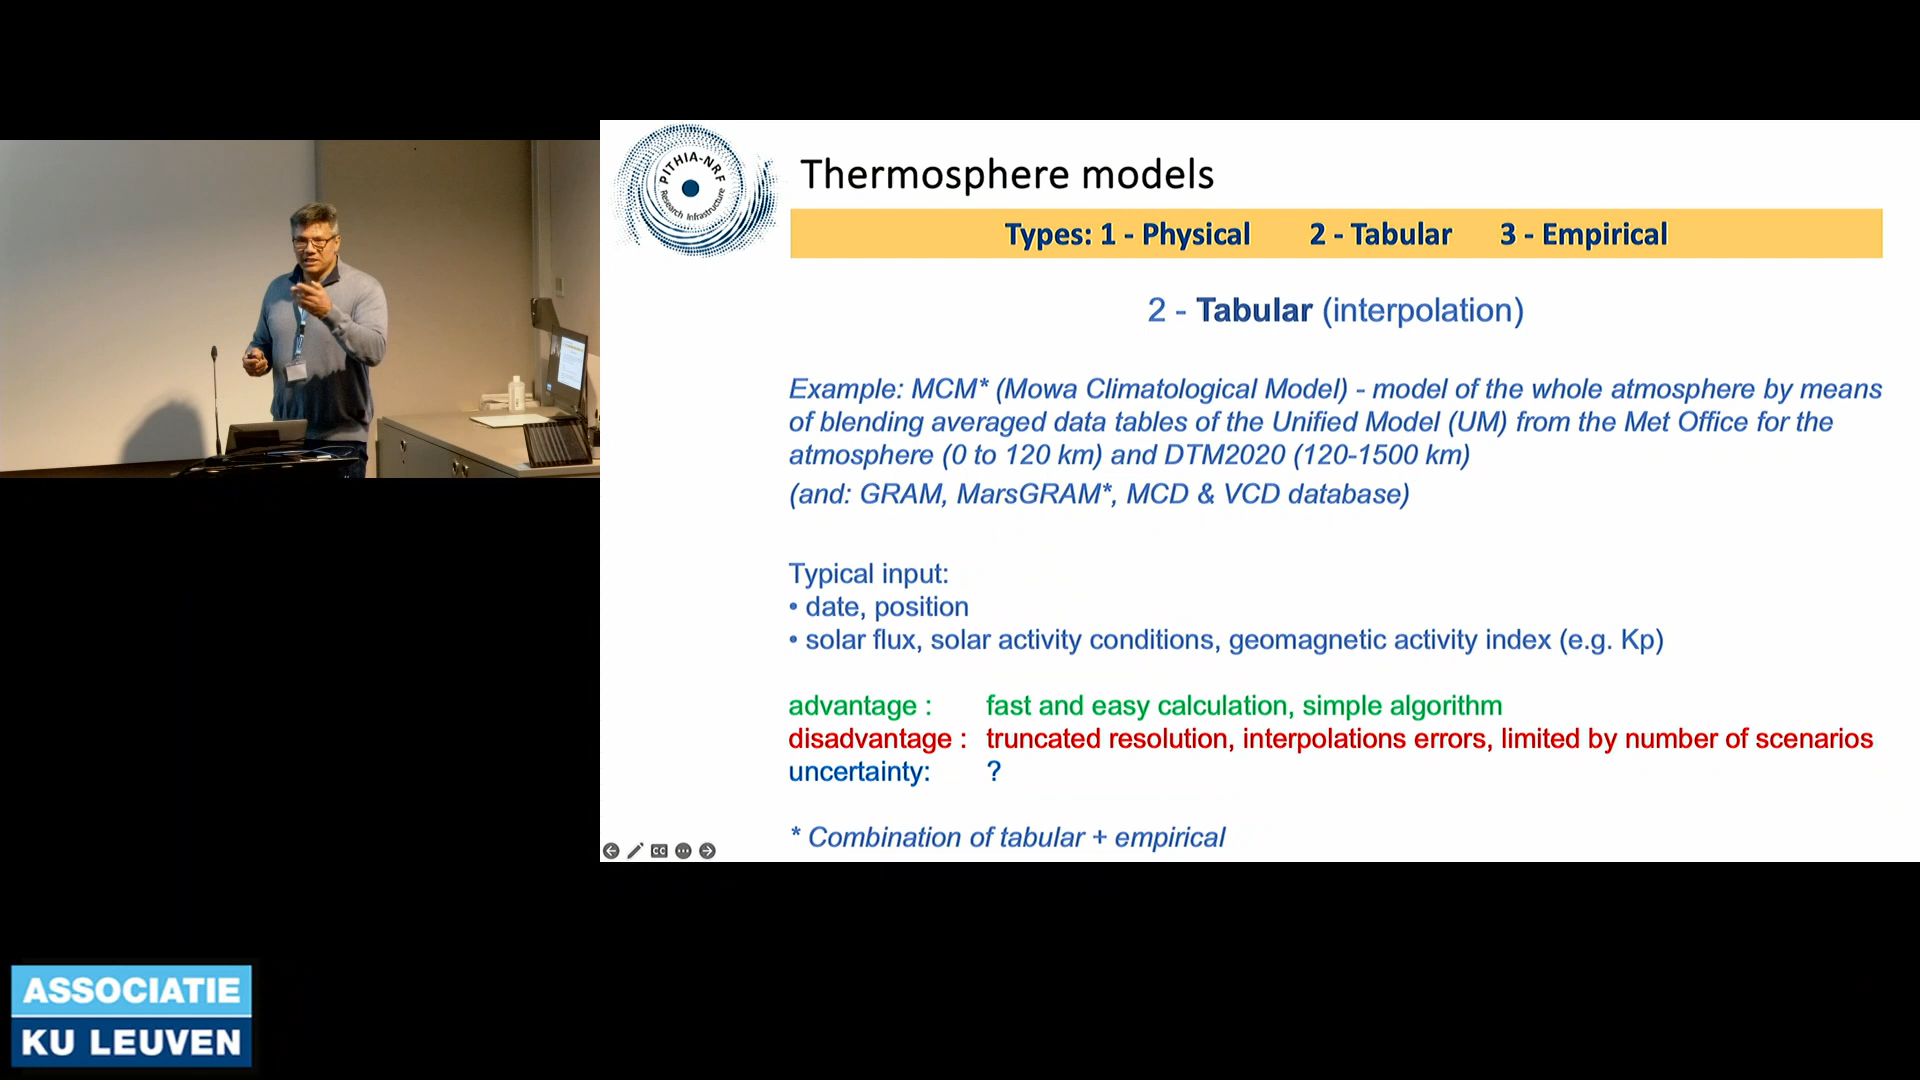 PITHIA-NRF
Research Infrastructure
Thermosphere models
Types: 1 - Physical 2 - Tabular 3 - Empirical
2 - Tabular (interpolation)
Example: MCM* (Mowa Climatological Model) - model of the whole atmosphere by means
of blending averaged data tables of the Unified Model (UM) from the Met Office for the
atmosphere (0 to 120 km) and DTM2020 (120-1500 km)
(and: GRAM, MarsGRAM*, MCD & VCD database)
Typical input:
• date, position
• solar flux, solar activity conditions, geomagnetic activity index (e.g. Kp)
advantage : fast and easy calculation, simple algorithm
disadvantage : truncated resolution, interpolations errors, limited by number of scenarios
uncertainty: ?
* Combination of tabular + empirical
CC
ASSOCIATIE
KU LEUVEN